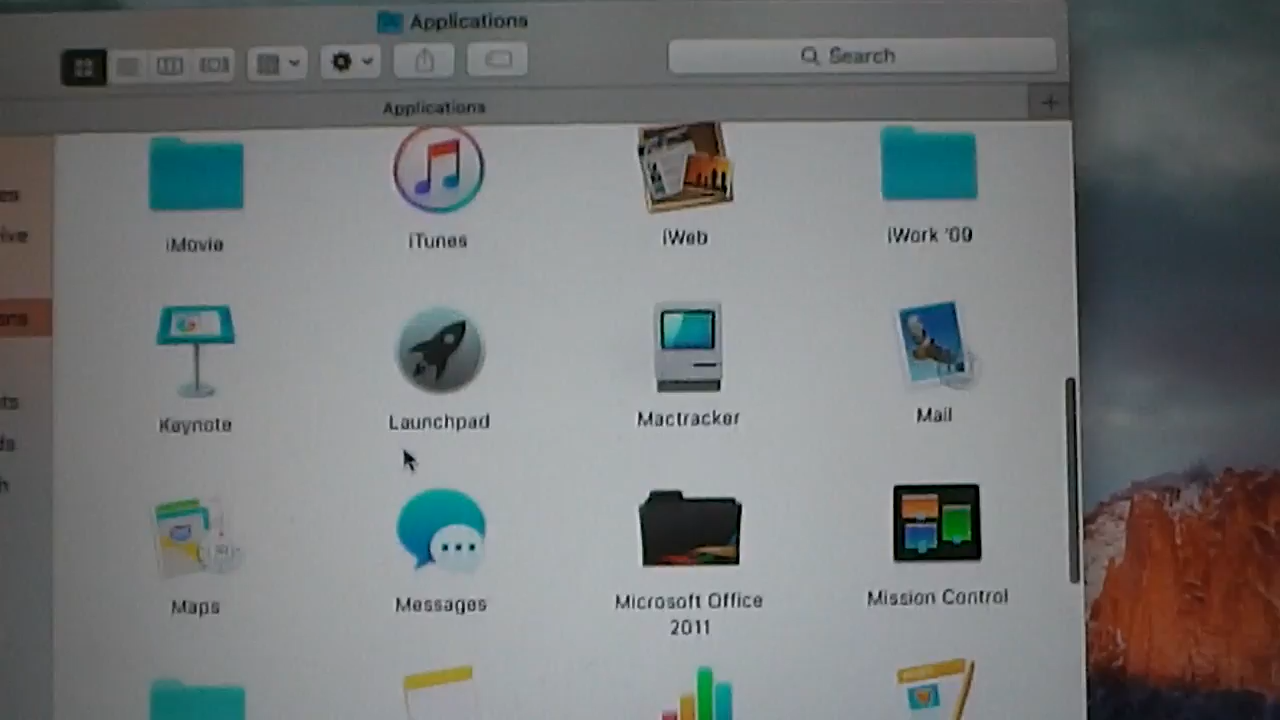 Applications
Search
Applications
iMovie
iTunes
iWeb
iWork '09
Keynote
Launchpad
Mactracker
Mail
Maps
Messages
Microsoft Office
2011
Mission Control